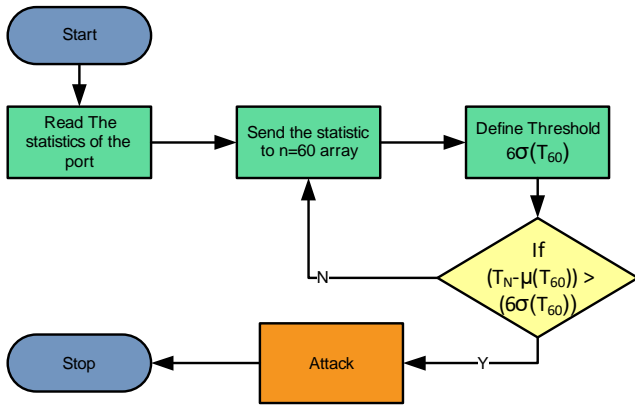 Start
Read The
statistics of the
port
Send the statistic
to n=60 array
Define Threshold
6σ(T₆₀)
If
(T_N-μ(T₆₀)) >
(6σ(T₆₀))
N
Y
Attack
Stop